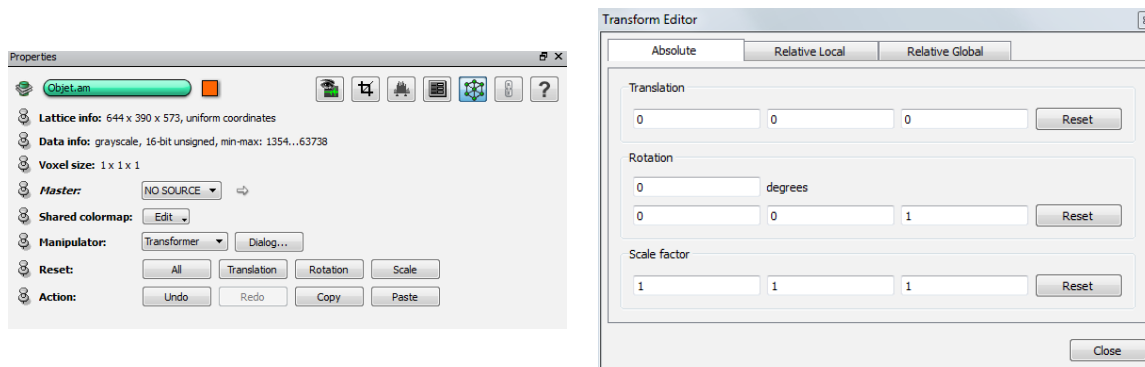 Properties
Objet.am
?
Lattice info: 644 x 390 x 573, uniform coordinates
Data info: grayscale, 16-bit unsigned, min-max: 1354...63738
Voxel size: 1 x 1 x 1
Master: NO SOURCE
Shared colormap: Edit
Manipulator: Transformer Dialog...
Reset: All Translation Rotation Scale
Action: Undo Redo Copy Paste
Transform Editor
Absolute Relative Local Relative Global
Translation
0 0 0 Reset
Rotation
0 degrees
0 0 1 Reset
Scale factor
1 1 1 Reset
Close